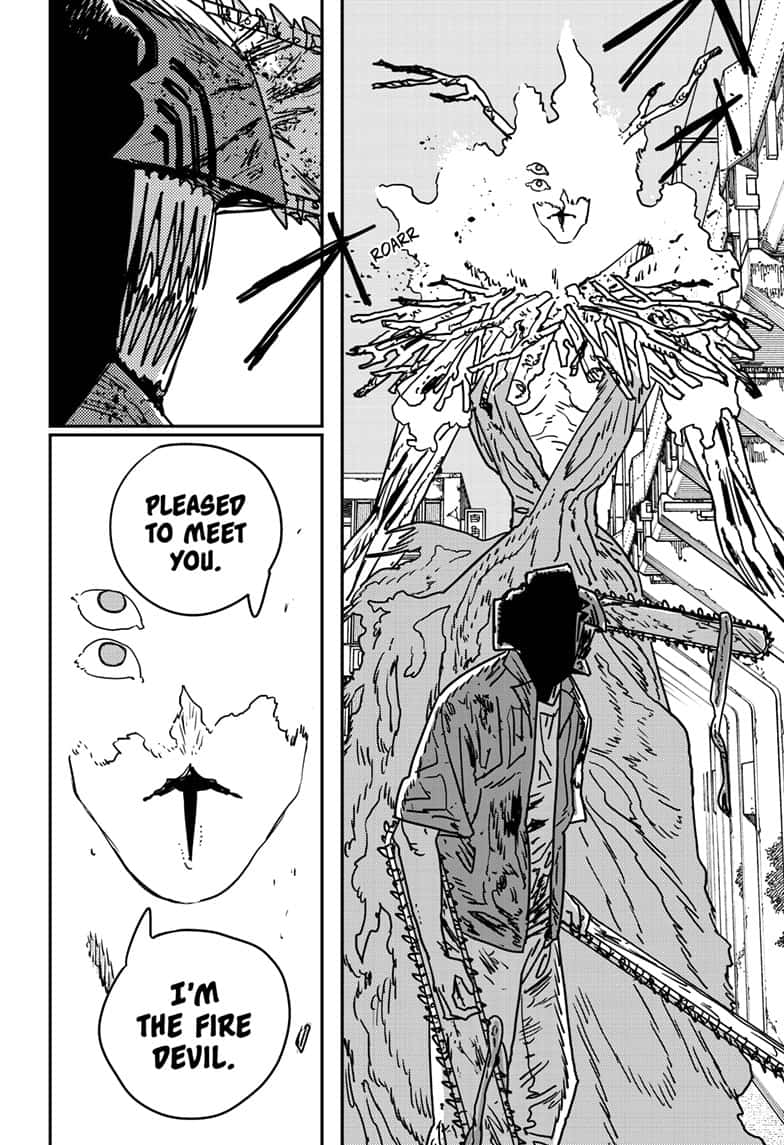 ROARR
PLEASED
TO MEET
YOU.
I'M
THE FIRE
DEVIL.